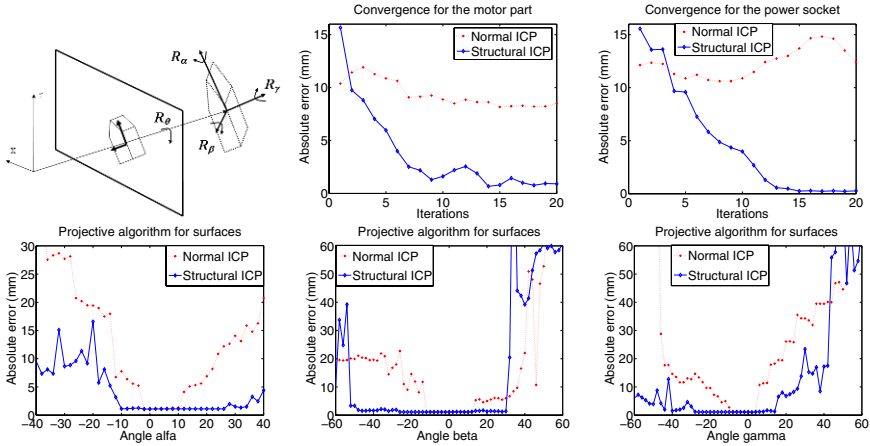 R_α
R_γ
R_θ
R_β
Convergence for the motor part
Normal ICP
Structural ICP
15
10
5
0
Absolute error (mm)
0 5 10 15 20
Iterations
Convergence for the power socket
Normal ICP
Structural ICP
15
10
5
0
Absolute error (mm)
0 5 10 15 20
Iterations
Projective algorithm for surfaces
Normal ICP
Structural ICP
30
25
20
15
10
5
0
Absolute error (mm)
−40 −30 −20 −10 0 10 20 30 40
Angle alfa
Projective algorithm for surfaces
Normal ICP
Structural ICP
60
50
40
30
20
10
0
Absolute error (mm)
−60 −40 −20 0 20 40 60
Angle beta
Projective algorithm for surfaces
Normal ICP
Structural ICP
60
50
40
30
20
10
0
Absolute error (mm)
−60 −40 −20 0 20 40 60
Angle gamma